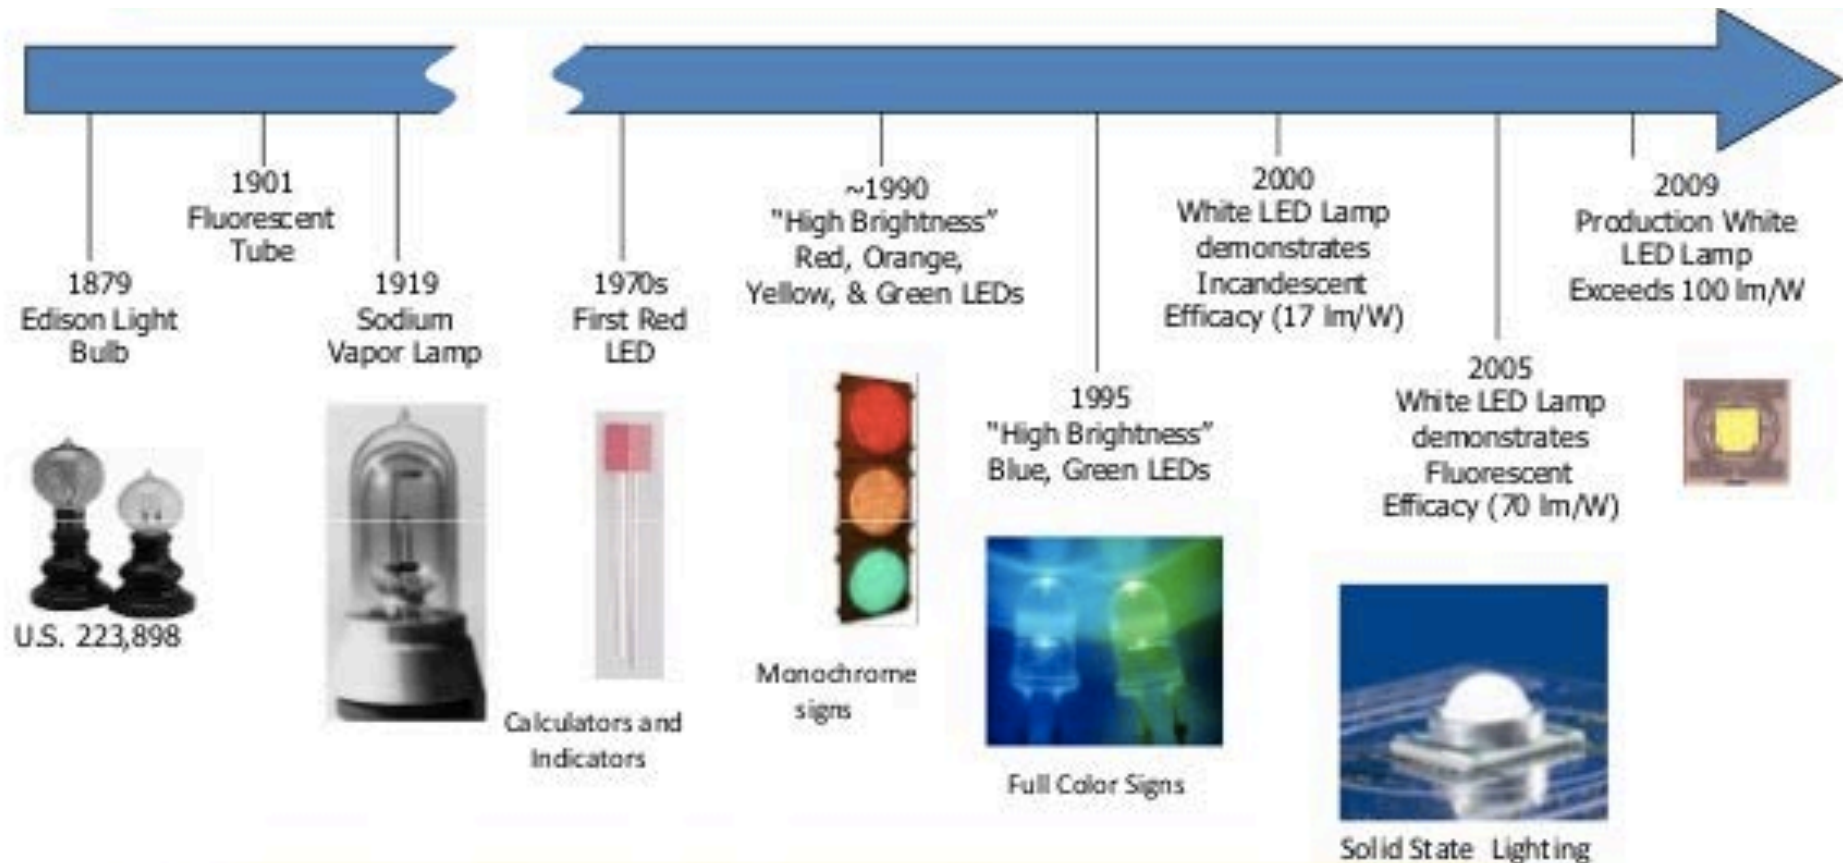 1879
Edison Light
Bulb
U.S. 223,898
1901
Fluorescent
Tube
1919
Sodium
Vapor Lamp
1970s
First Red
LED
Calculators and
Indicators
~1990
"High Brightness"
Red, Orange,
Yellow, & Green LEDs
Monochrome
signs
1995
"High Brightness"
Blue, Green LEDs
Full Color Signs
2000
White LED Lamp
demonstrates
Incandescent
Efficacy (17 lm/W)
2005
White LED Lamp
demonstrates
Fluorescent
Efficacy (70 lm/W)
Solid State Lighting
2009
Production White
LED Lamp
Exceeds 100 lm/W